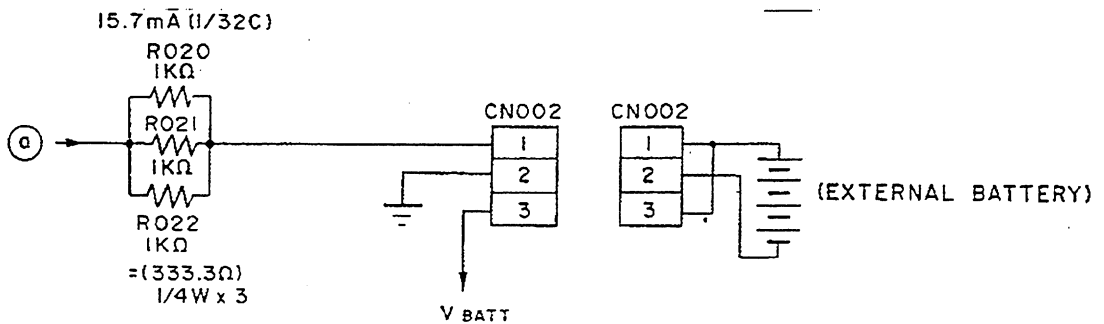 15.7mA (1/32C)
R020
1KΩ
R021
1KΩ
R022
1KΩ
=(333.3Ω)
1/4W x 3
a
CN002
1
2
3
V BATT
CN002
1
2
3
(EXTERNAL BATTERY)